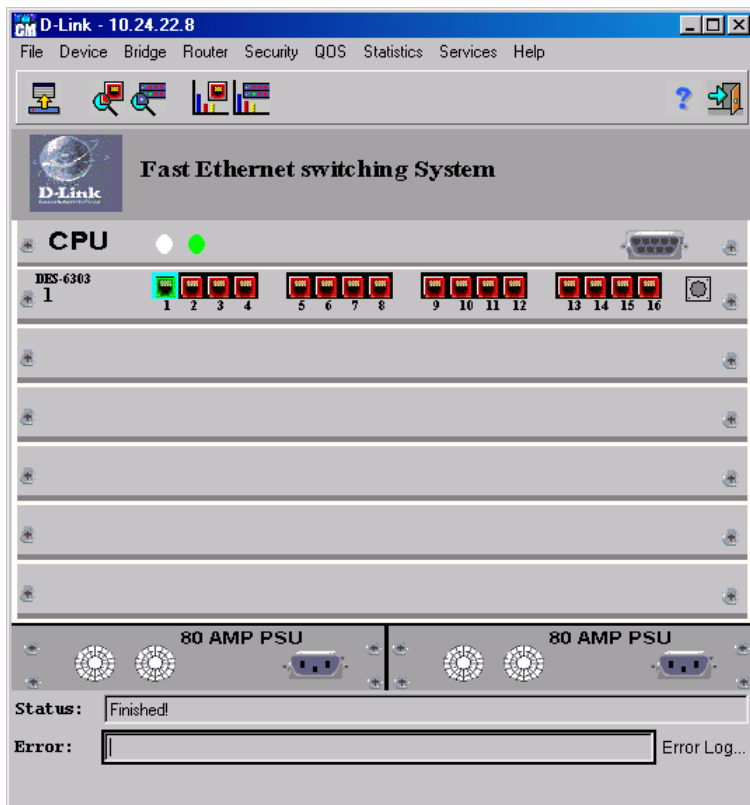 D-Link - 10.24.22.8
File Device Bridge Router Security QOS Statistics Services Help
?
D-Link
Fast Ethernet switching System
CPU
DES-6303
1
1 2 3 4 5 6 7 8 9 10 11 12 13 14 15 16
80 AMP PSU 80 AMP PSU
Status: Finished!
Error: Error Log...